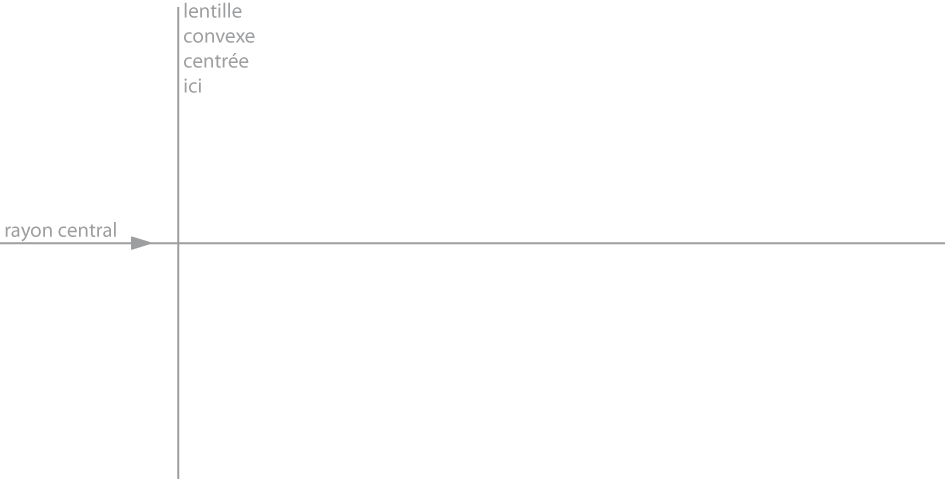 lentille
convexe
centrée
ici
rayon central